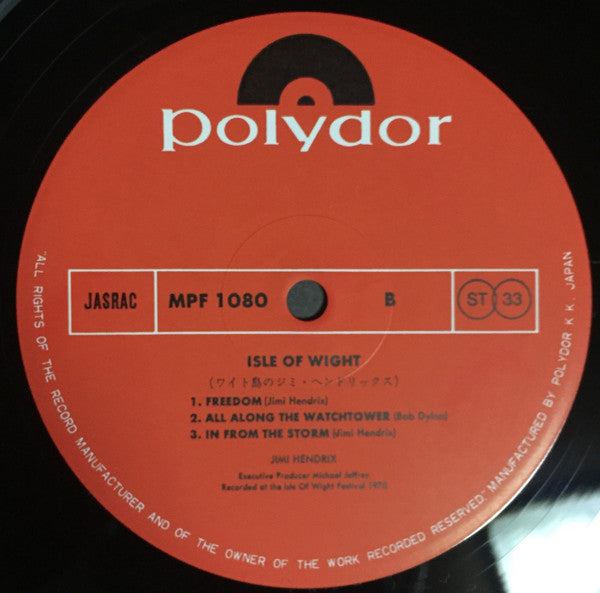 polydor
JASRAC MPF 1080 B ST 33
ISLE OF WIGHT
(ワイト島のジミ・ヘンドリックス)
1. FREEDOM (Jimi Hendrix)
2. ALL ALONG THE WATCHTOWER (Bob Dylan)
3. IN FROM THE STORM (Jimi Hendrix)
JIMI HENDRIX
Executive Producer Michael Jeffrey
Recorded at the Isle Of Wight Festival 1970
"ALL RIGHTS OF THE RECORD MANUFACTURER AND OF THE OWNER OF THE WORK RECORDED RESERVED" MANUFACTURED BY POLYDOR K.K. JAPAN